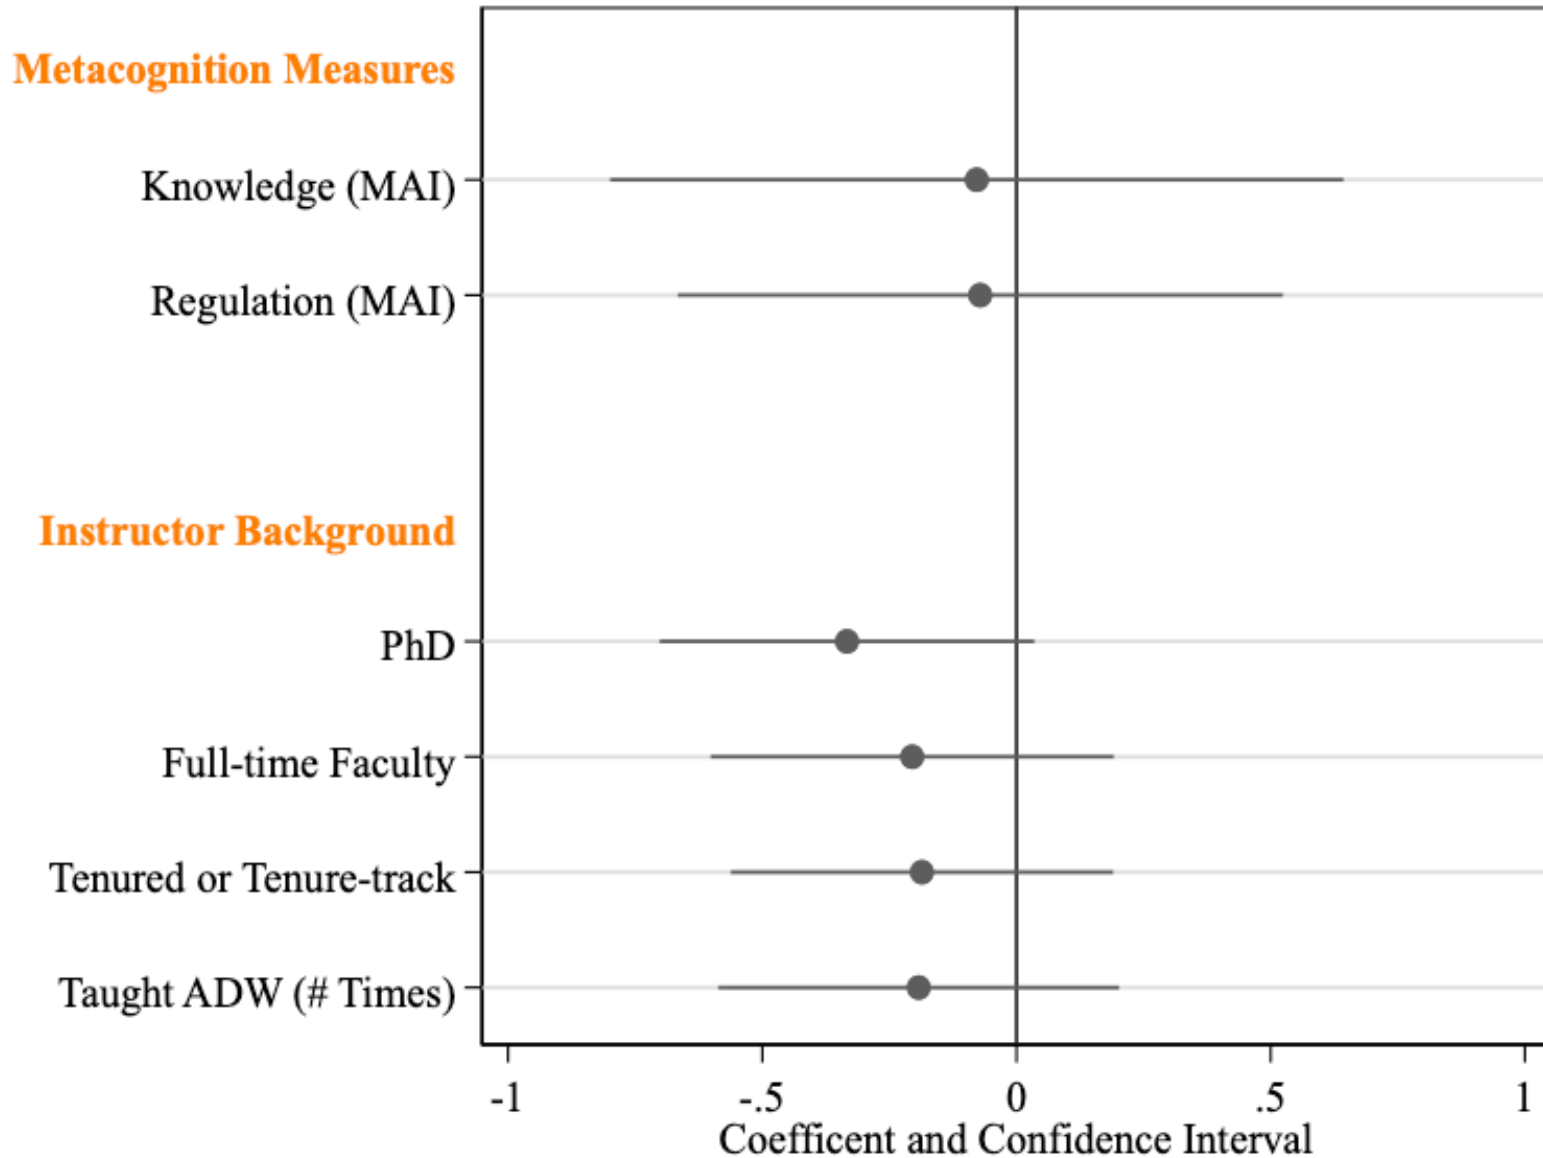 Metacognition Measures
Knowledge (MAI)
Regulation (MAI)
Instructor Background
PhD
Full-time Faculty
Tenured or Tenure-track
Taught ADW (# Times)
-1 -.5 0 .5 1
Coefficent and Confidence Interval